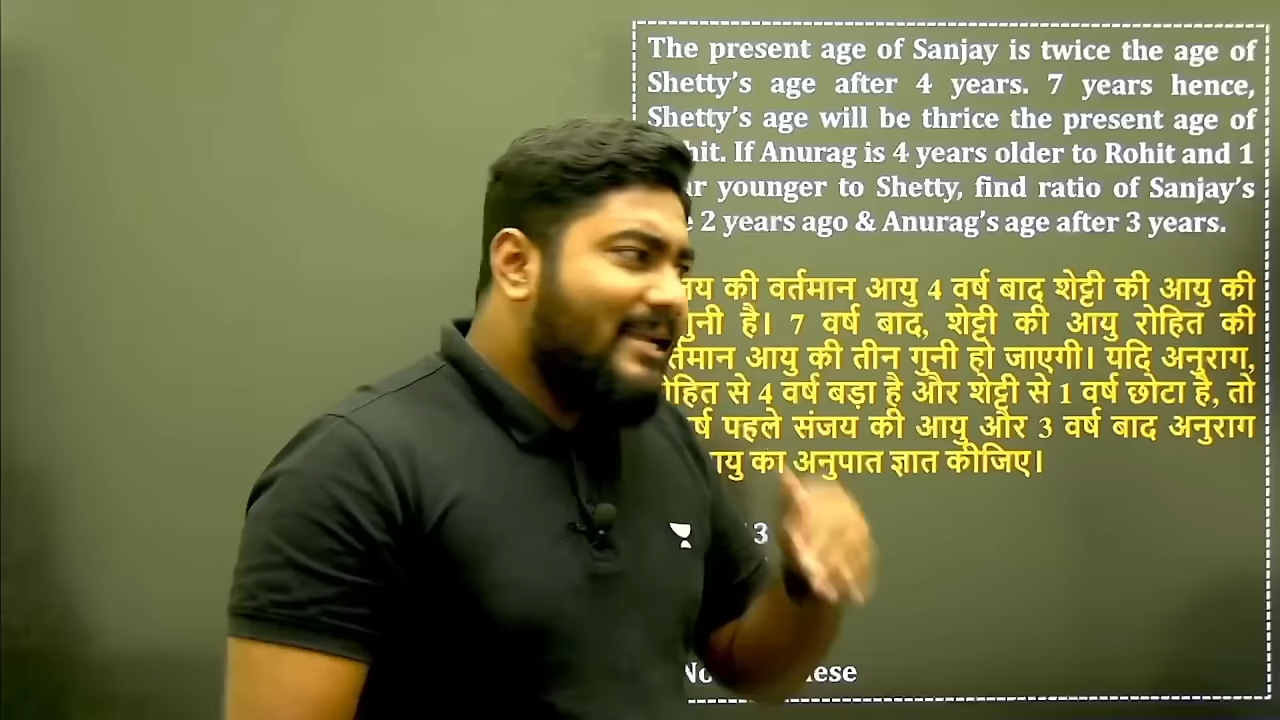 The present age of Sanjay is twice the age of
Shetty’s age after 4 years. 7 years hence,
Shetty’s age will be thrice the present age of
If Anurag is 4 years older to Rohit and 1
younger to Shetty, find ratio of Sanjay’s
2 years ago & Anurag’s age after 3 years.
की वर्तमान आयु 4 वर्ष बाद शेट्टी की आयु की
है। 7 वर्ष बाद, शेट्टी की आयु रोहित की
आयु की तीन गुनी हो जाएगी। यदि अनुराग,
से 4 वर्ष बड़ा है और शेट्टी से 1 वर्ष छोटा है, तो
पहले संजय की आयु और 3 वर्ष बाद अनुराग
का अनुपात ज्ञात कीजिए।
3